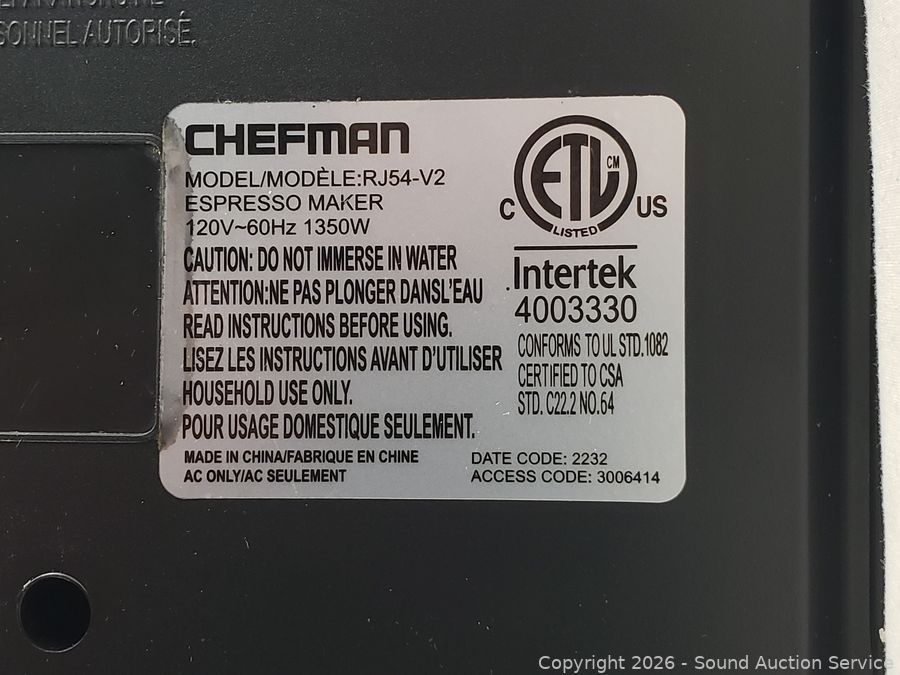 SONNEL AUTORISÉ.
CHEFMAN
MODEL/MODÈLE:RJ54-V2
ESPRESSO MAKER
120V~60Hz 1350W
CAUTION: DO NOT IMMERSE IN WATER
ATTENTION:NE PAS PLONGER DANSL'EAU
READ INSTRUCTIONS BEFORE USING.
LISEZ LES INSTRUCTIONS AVANT D'UTILISER
HOUSEHOLD USE ONLY.
POUR USAGE DOMESTIQUE SEULEMENT.
MADE IN CHINA/FABRIQUE EN CHINE
AC ONLY/AC SEULEMENT
ETL CM
C US
LISTED
Intertek
4003330
CONFORMS TO UL STD.1082
CERTIFIED TO CSA
STD. C22.2 NO.64
DATE CODE: 2232
ACCESS CODE: 3006414
Copyright 2026 - Sound Auction Service